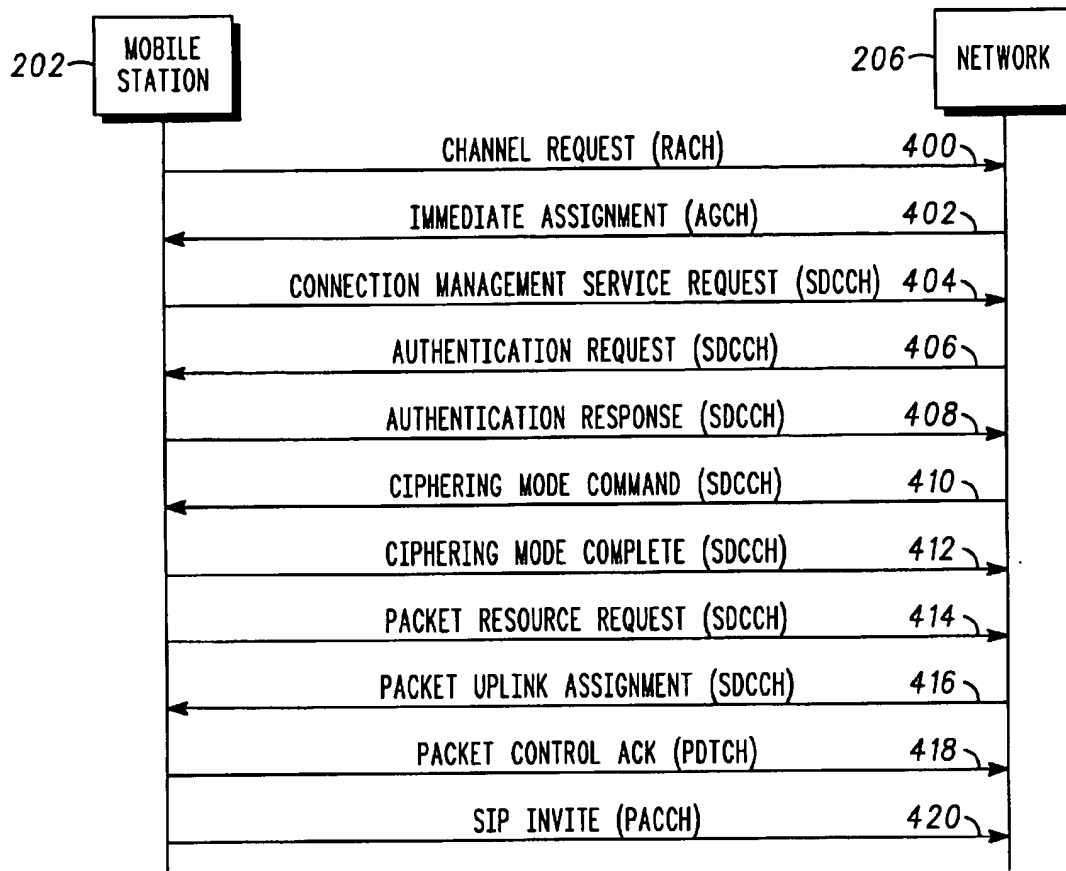 MOBILE
STATION
202
NETWORK
206
CHANNEL REQUEST (RACH) 400
IMMEDIATE ASSIGNMENT (AGCH) 402
CONNECTION MANAGEMENT SERVICE REQUEST (SDCCH) 404
AUTHENTICATION REQUEST (SDCCH) 406
AUTHENTICATION RESPONSE (SDCCH) 408
CIPHERING MODE COMMAND (SDCCH) 410
CIPHERING MODE COMPLETE (SDCCH) 412
PACKET RESOURCE REQUEST (SDCCH) 414
PACKET UPLINK ASSIGNMENT (SDCCH) 416
PACKET CONTROL ACK (PDTCH) 418
SIP INVITE (PACCH) 420